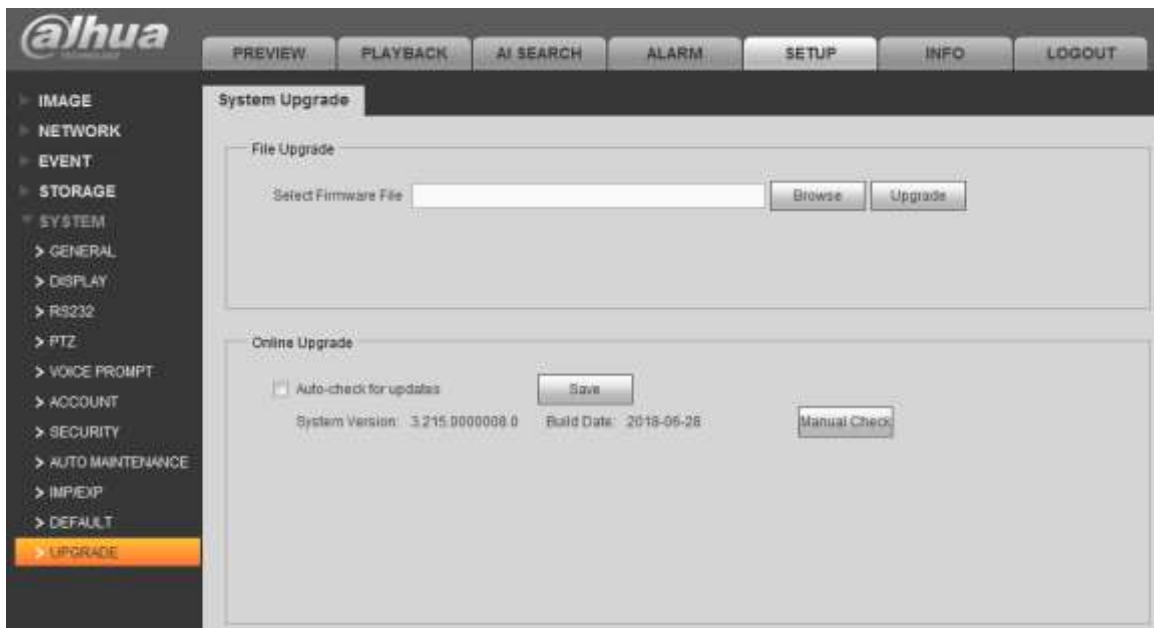 alhua
PREVIEW PLAYBACK AI SEARCH ALARM SETUP INFO LOGOUT
IMAGE
NETWORK
EVENT
STORAGE
SYSTEM
> GENERAL
> DISPLAY
> RS232
> PTZ
> VOICE PROMPT
> ACCOUNT
> SECURITY
> AUTO MAINTENANCE
> IMP/EXP
> DEFAULT
> UPGRADE
System Upgrade
File Upgrade
Select Firmware File Browse Upgrade
Online Upgrade
Auto-check for updates Save
System Version: 3.215.0000008.0 Build Date: 2018-06-28 Manual Check